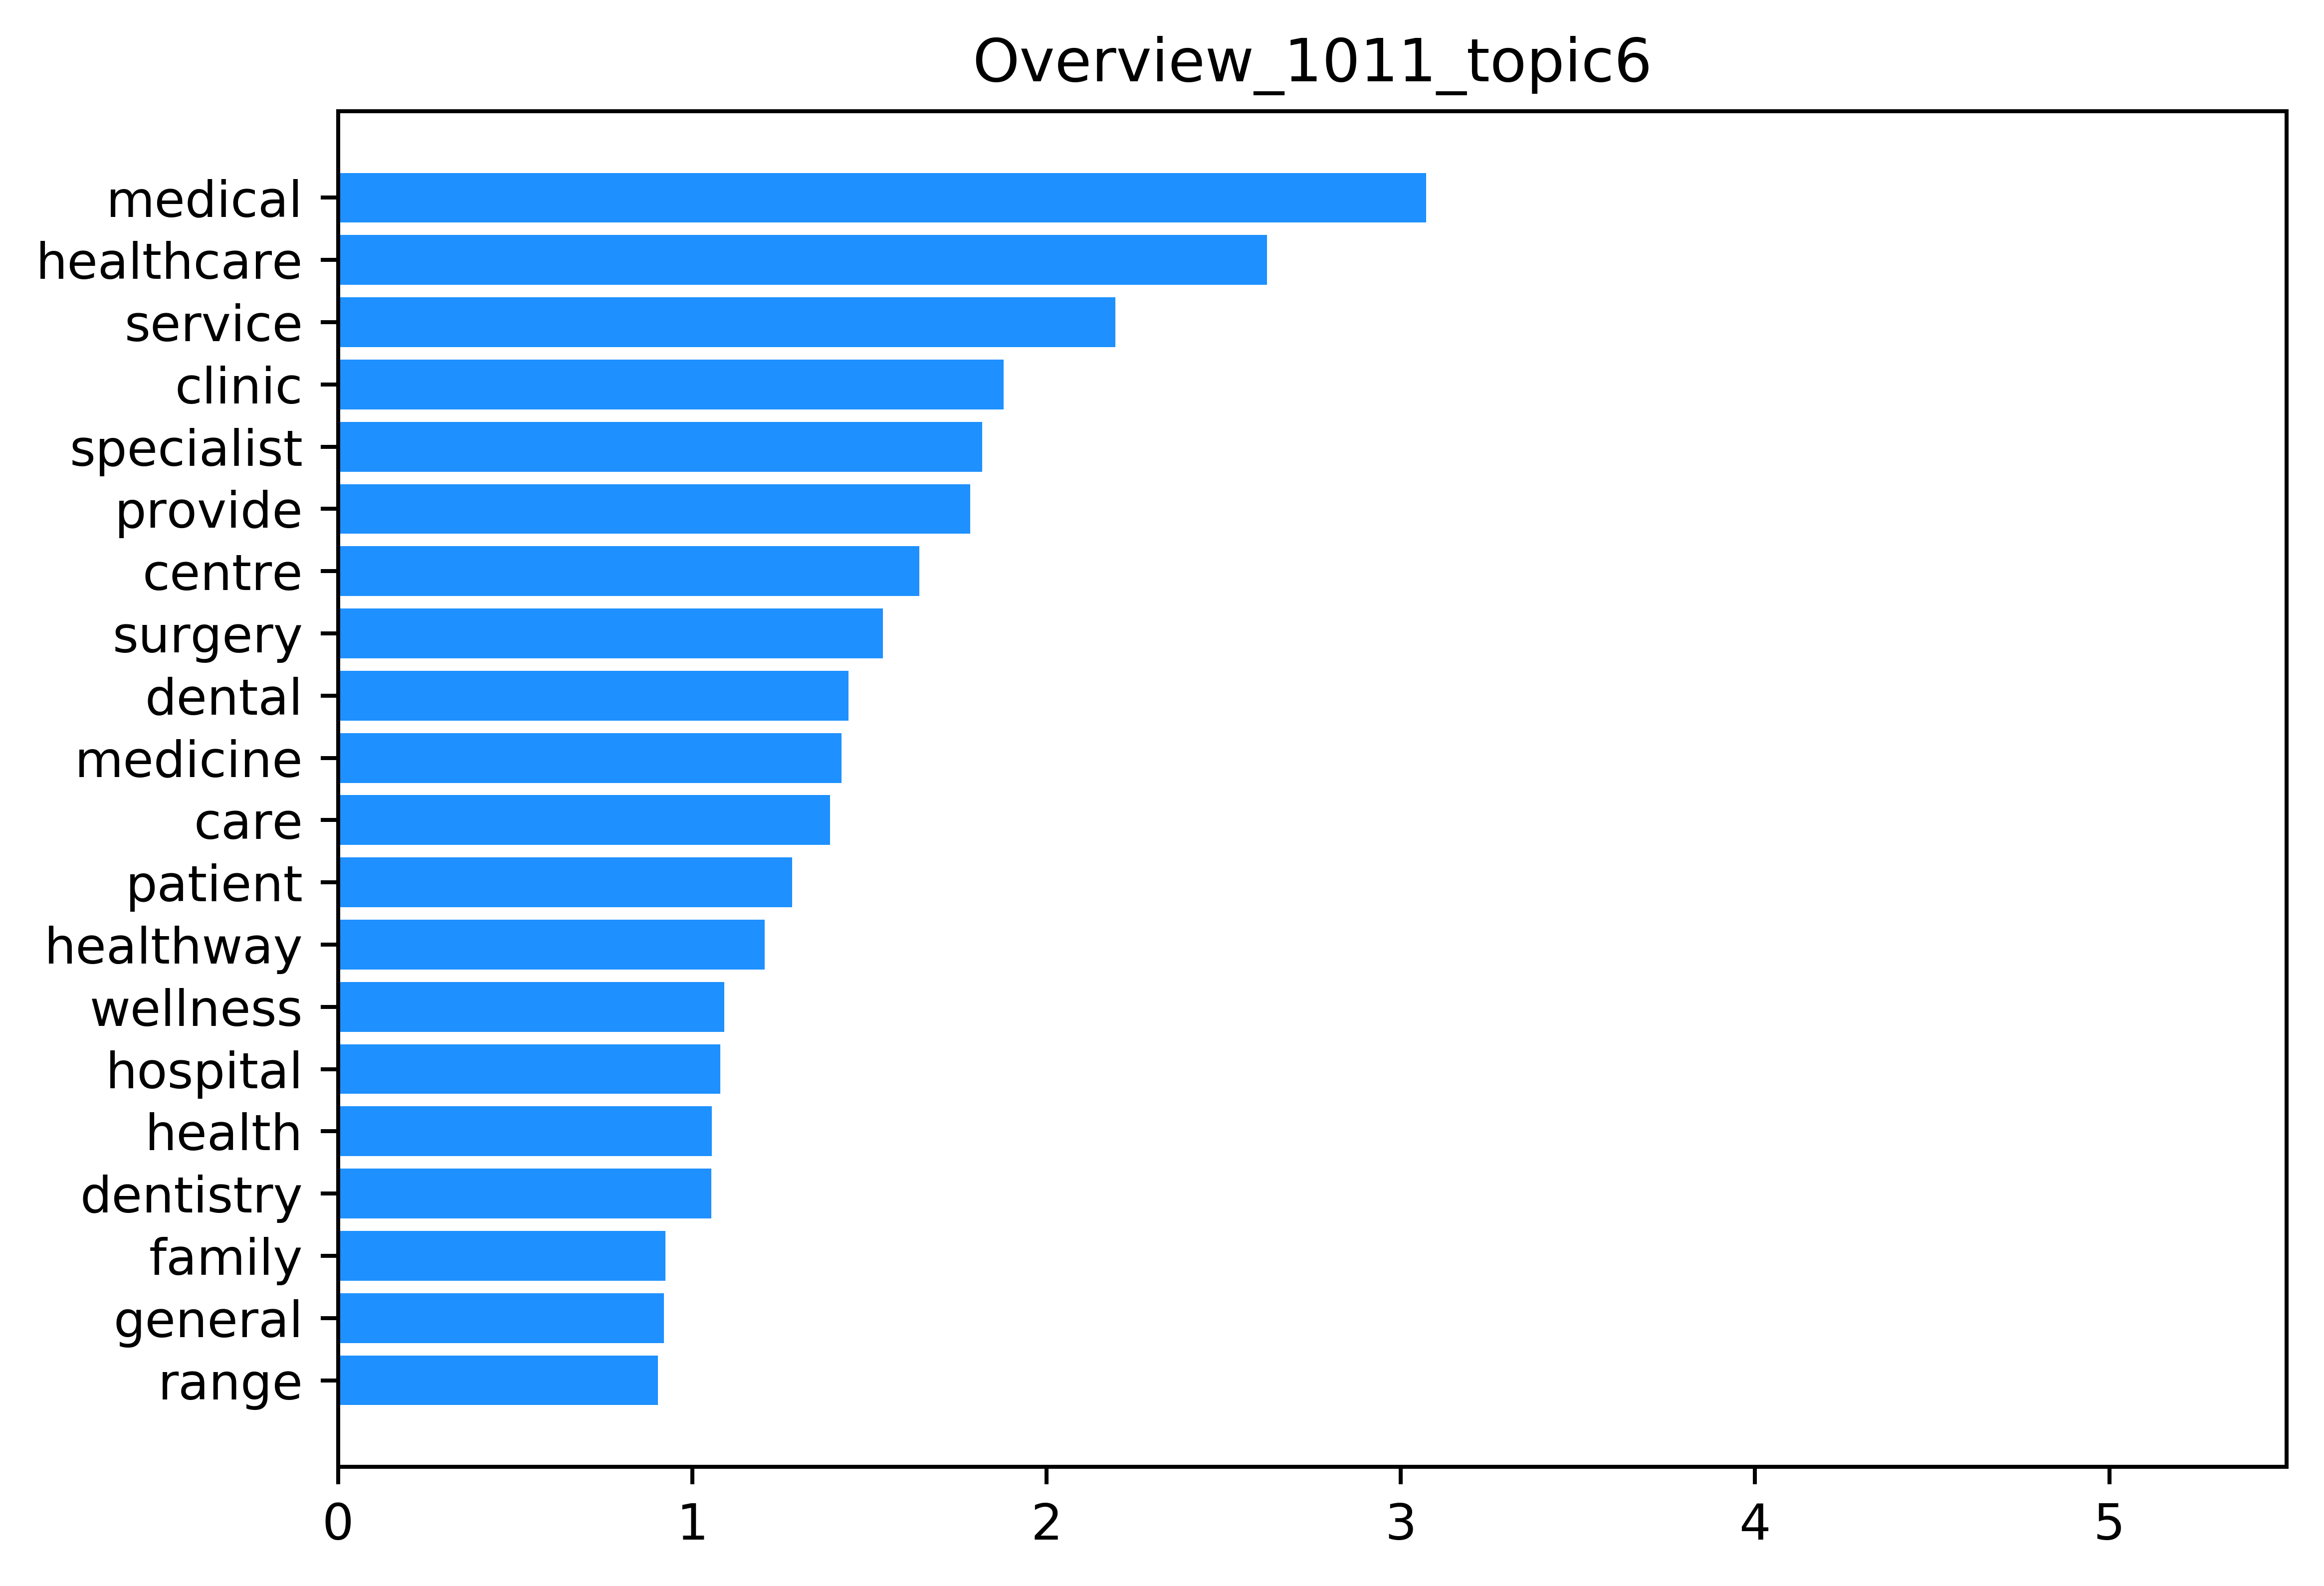 Overview_1011_topic6
medical
healthcare
service
clinic
specialist
provide
centre
surgery
dental
medicine
care
patient
healthway
wellness
hospital
health
dentistry
family
general
range
0 1 2 3 4 5